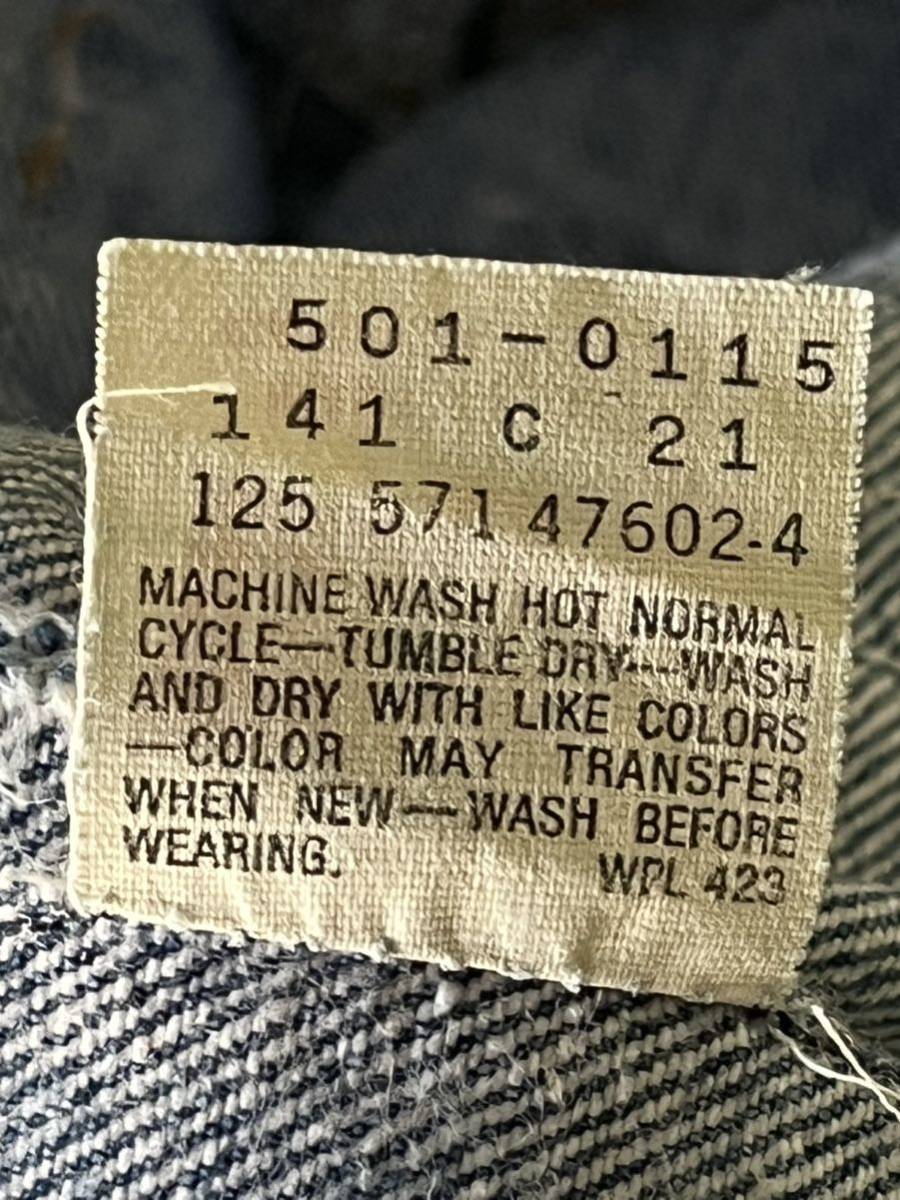 501-0115
141 C 21
125 571 47602-4
MACHINE WASH HOT NORMAL
CYCLE—TUMBLE DRY—WASH
AND DRY WITH LIKE COLORS
—COLOR MAY TRANSFER
WHEN NEW—WASH BEFORE
WEARING. WPL 423